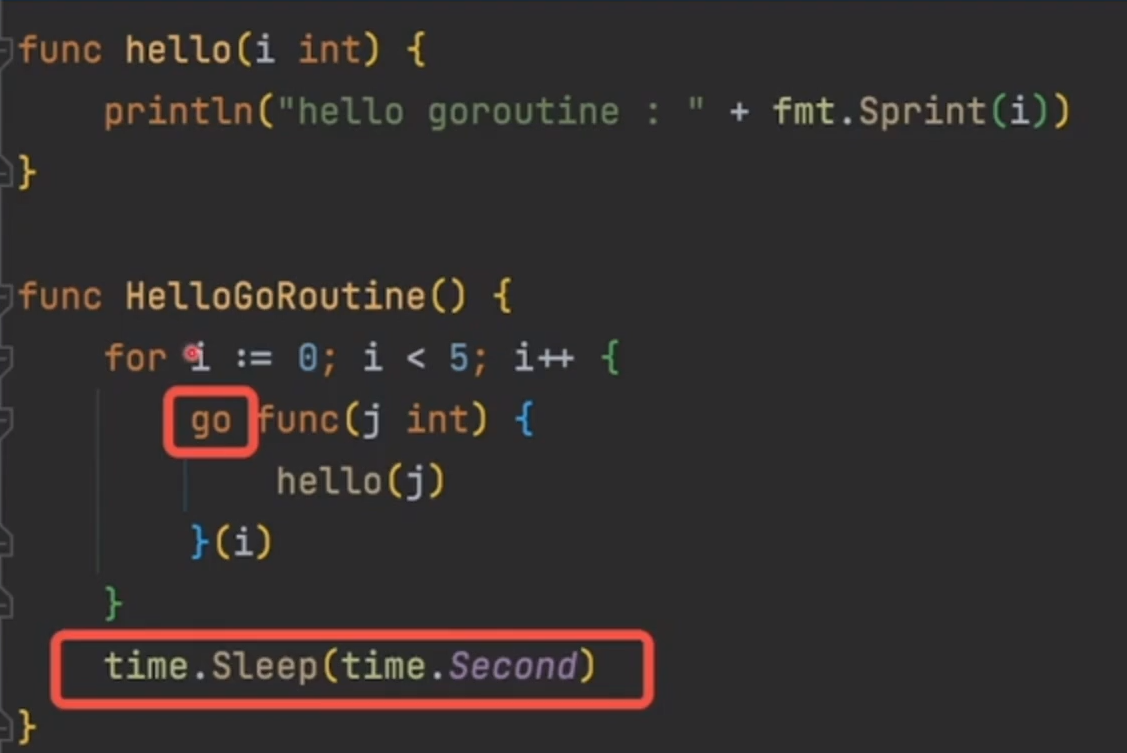 func hello(i int) {
    println("hello goroutine : " + fmt.Sprint(i))
}
func HelloGoRoutine() {
    for i := 0; i < 5; i++ {
        go func(j int) {
            hello(j)
        }(i)
    }
    time.Sleep(time.Second)
}